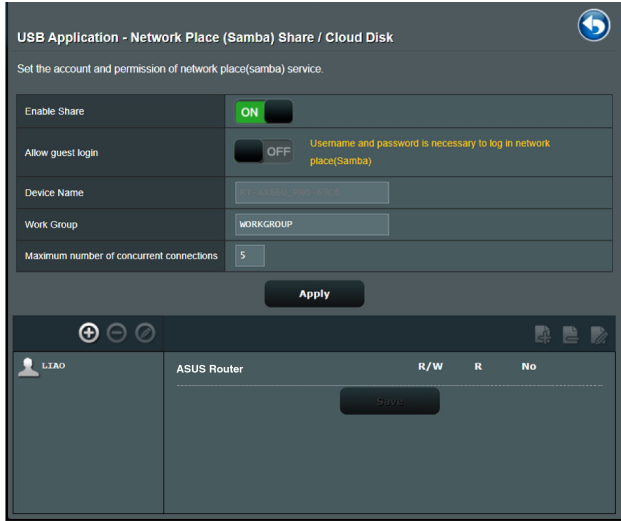 USB Application - Network Place (Samba) Share / Cloud Disk
Set the account and permission of network place(samba) service.
Enable Share
ON
Allow guest login
OFF
Username and password is necessary to log in network
place(Samba)
Device Name
Work Group
WORKGROUP
Maximum number of concurrent connections
5
Apply
LIAO
ASUS Router
R/W
R
No
Save